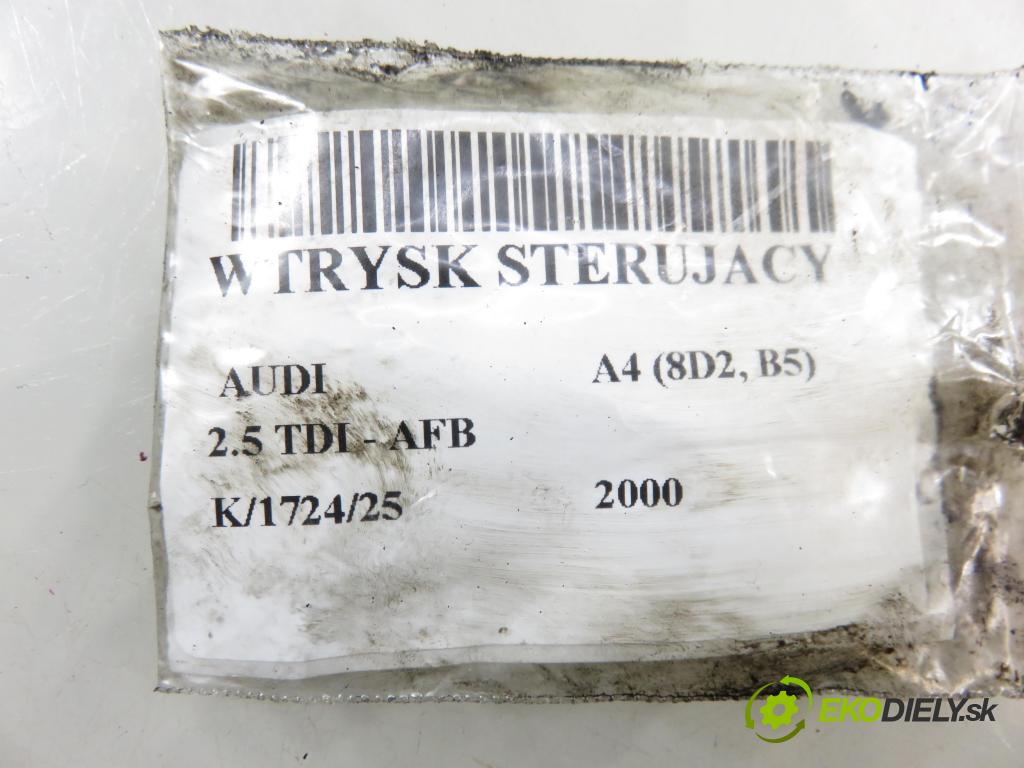 WTRYSK STERUJACY
AUDI A4 (8D2, B5)
2.5 TDI - AFB
K/1724/25 2000
EKODIELY.sk